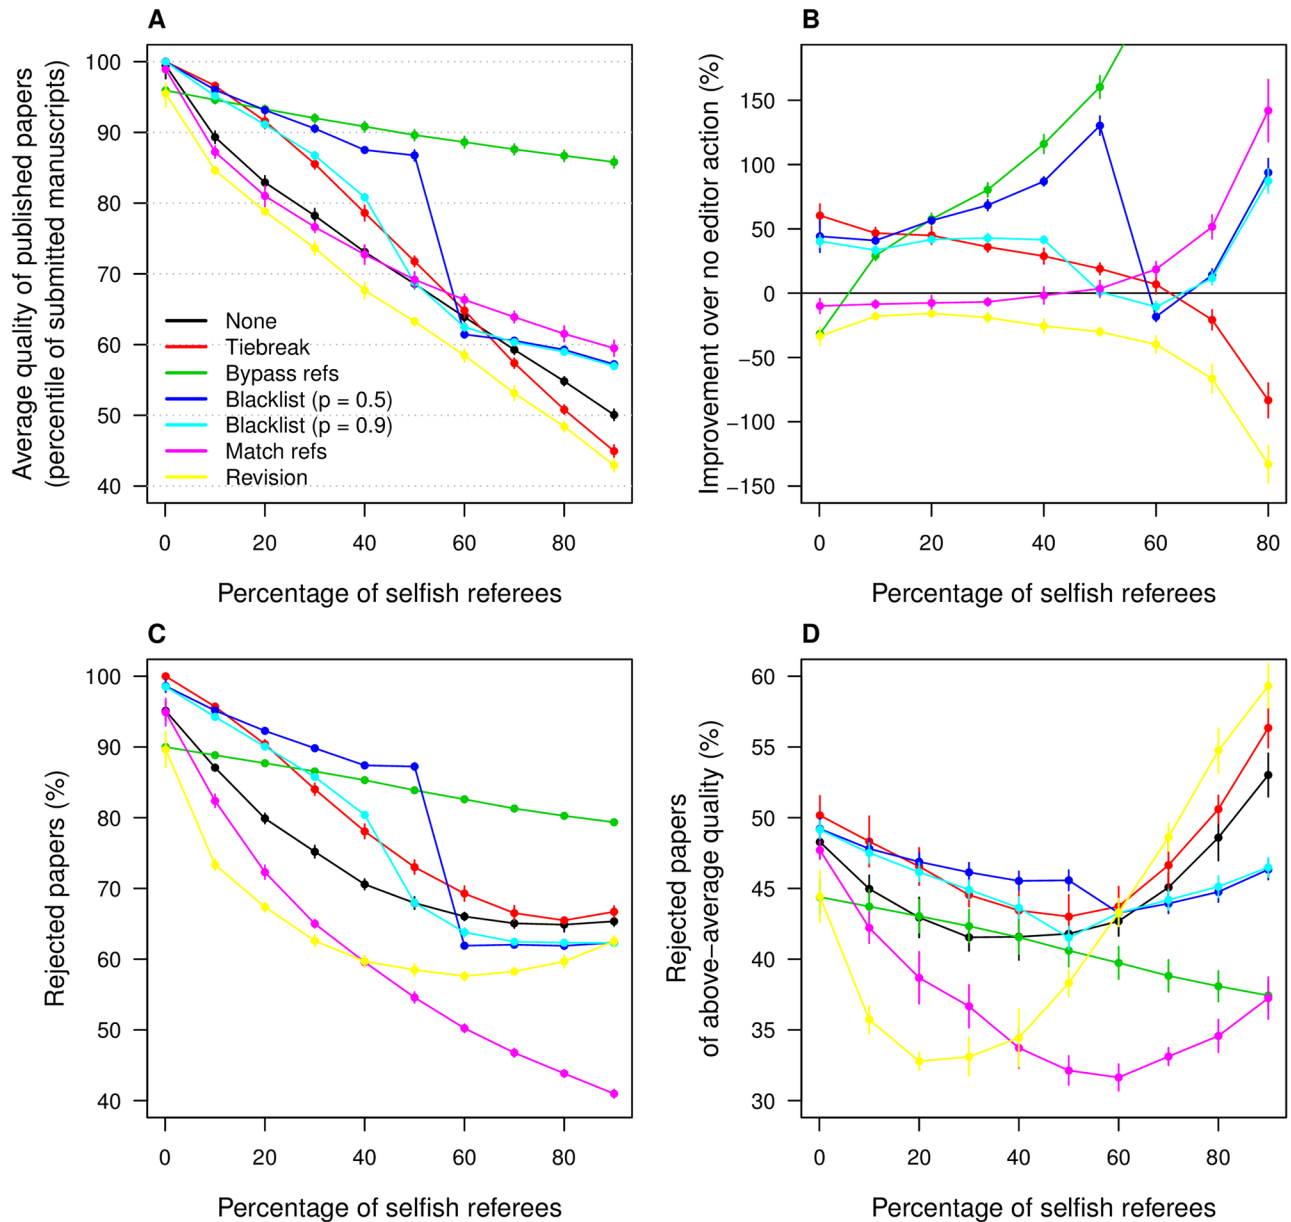 A
Average quality of published papers
(percentile of submitted manuscripts)
100
90
80
70
60
50
40
None
Tiebreak
Bypass refs
Blacklist (p = 0.5)
Blacklist (p = 0.9)
Match refs
Revision
0 20 40 60 80
Percentage of selfish referees
B
Improvement over no editor action (%)
150
100
50
0
−50
−100
−150
0 20 40 60 80
Percentage of selfish referees
C
Rejected papers (%)
100
90
80
70
60
50
40
0 20 40 60 80
Percentage of selfish referees
D
Rejected papers
of above−average quality (%)
60
55
50
45
40
35
30
0 20 40 60 80
Percentage of selfish referees